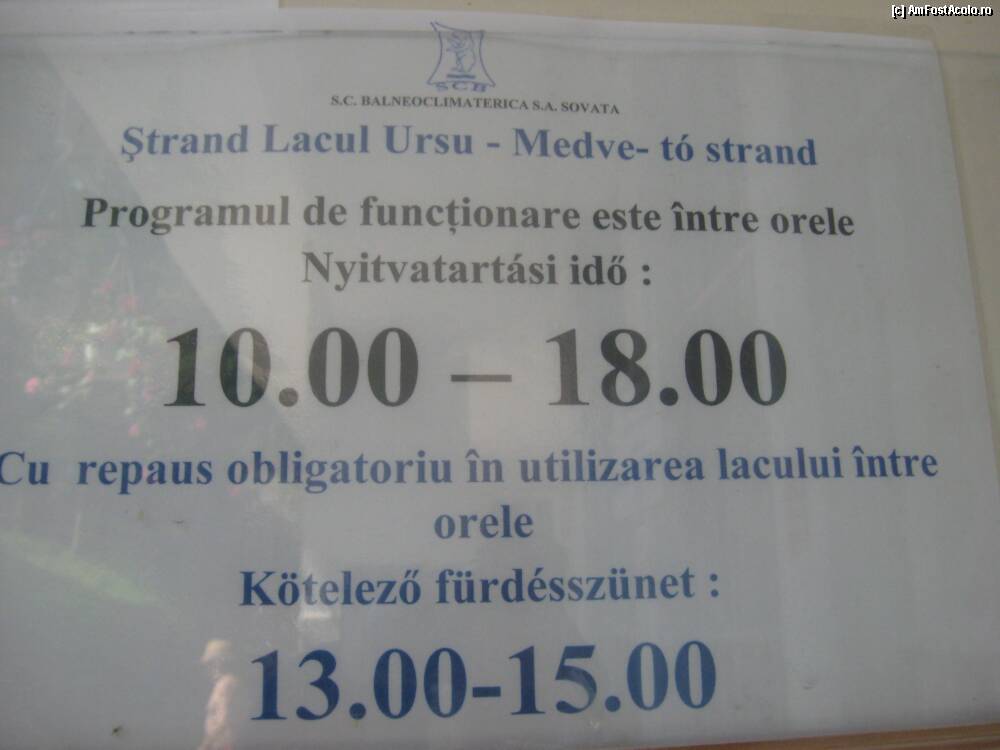 [c] AmFostAcolo.ro
SCB
S.C. BALNEOCLIMATERICA S.A. SOVATA
Ştrand Lacul Ursu - Medve- tó strand
Programul de funcţionare este între orele
Nyitvatartási idő :
10.00 – 18.00
Cu repaus obligatoriu în utilizarea lacului între
orele
Kötelező fürdésszünet :
13.00-15.00